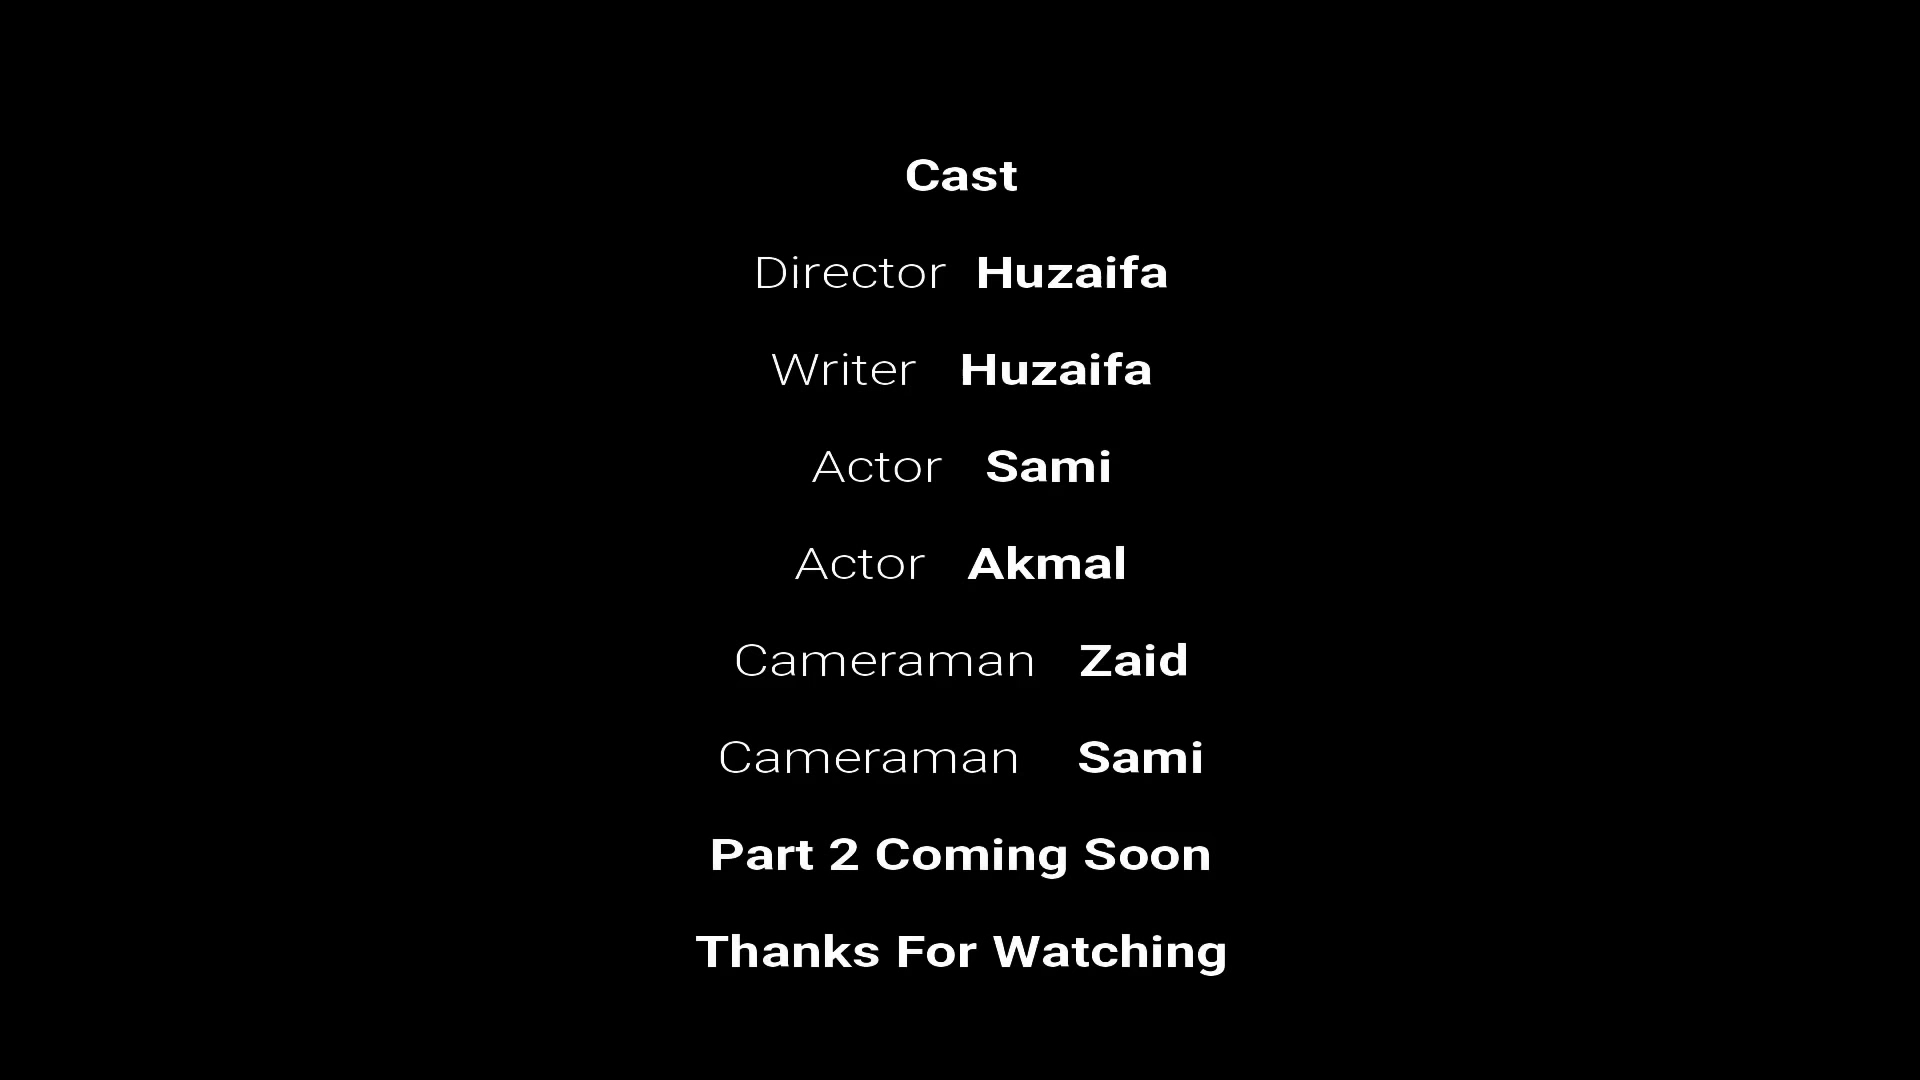 Cast
Director Huzaifa
Writer Huzaifa
Actor Sami
Actor Akmal
Cameraman Zaid
Cameraman Sami
Part 2 Coming Soon
Thanks For Watching